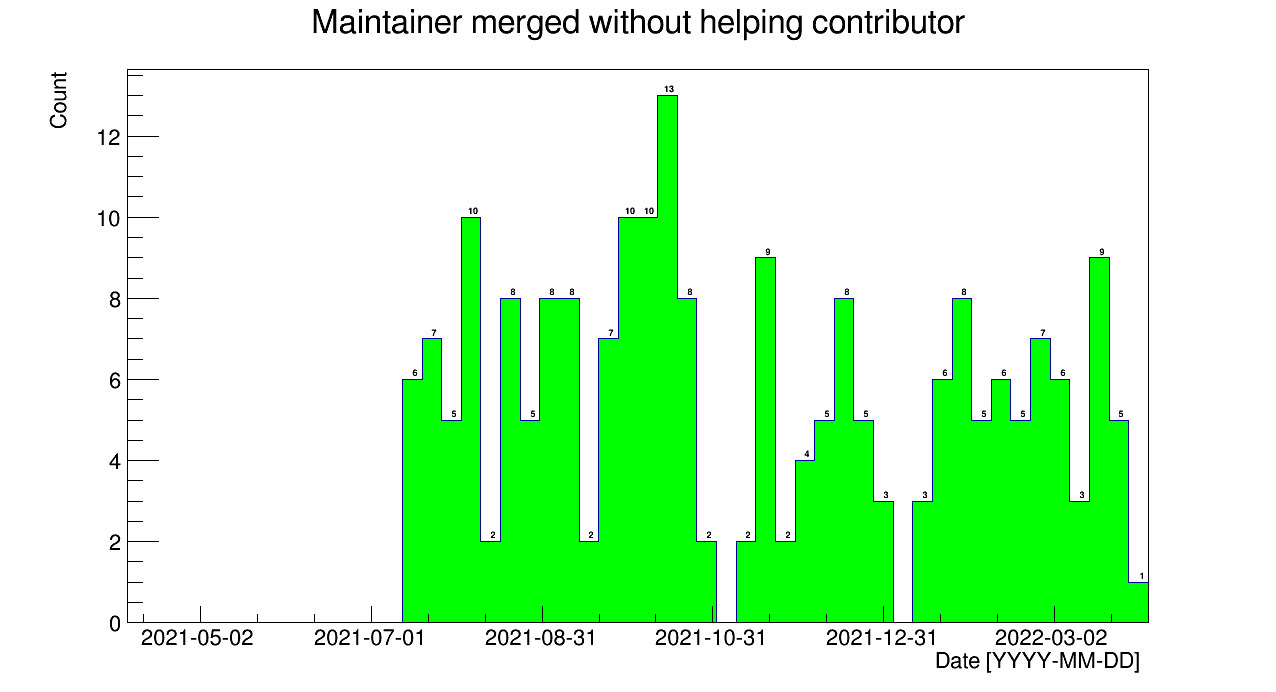 Maintainer merged without helping contributor
Count
13
12
10
10 10 10
9 9
8 8 8 8 8 8 8
7 7 7
6 6 6 6 6
5 5 5 5 5 5 5
4 4
3 3 3
2 2 2 2 2 2
1
0
2021-05-02 2021-07-01 2021-08-31 2021-10-31 2021-12-31 2022-03-02
Date [YYYY-MM-DD]